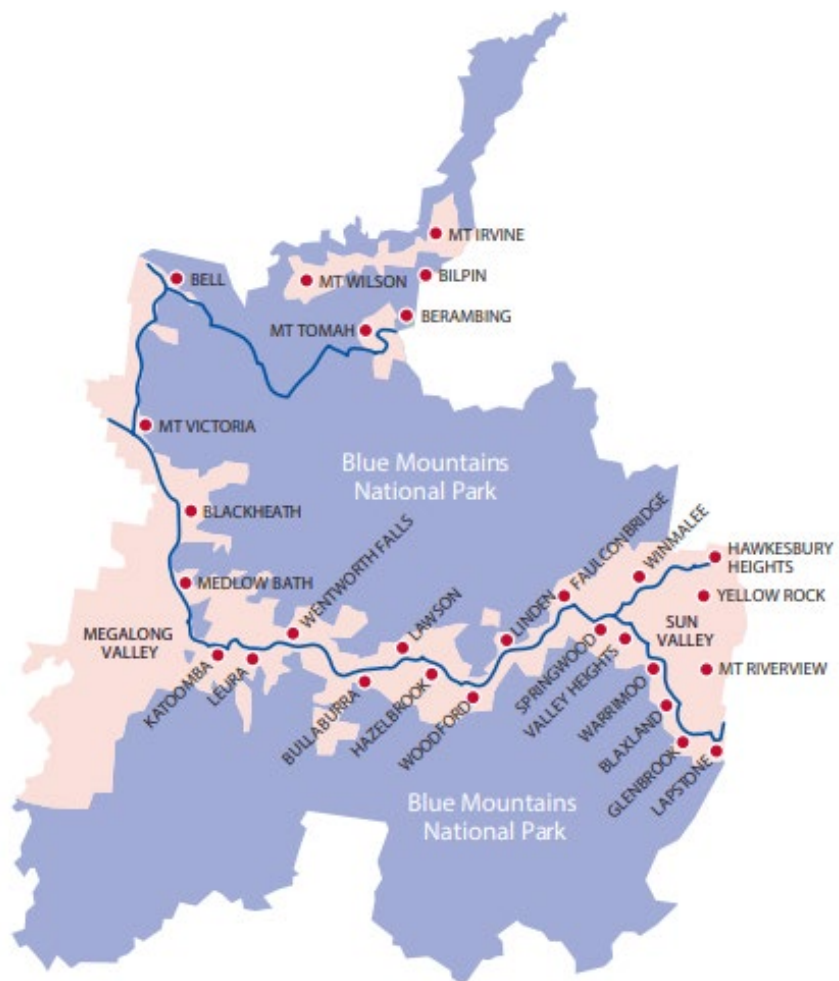 MT IRVINE
BELL
MT WILSON
BILPIN
BERAMBING
MT TOMAH
MT VICTORIA
Blue Mountains
National Park
BLACKHEATH
MEDLOW BATH
WENTWORTH FALLS
LAWSON
LINDEN
FAULCONBRIDGE
WINMALEE
HAWKESBURY
HEIGHTS
YELLOW ROCK
SUN
VALLEY
MT RIVERVIEW
MEGALONG
VALLEY
KATOOMBA
LEURA
BULLABURRA
HAZELBROOK
WOODFORD
SPRINGWOOD
VALLEY HEIGHTS
WARRIMOO
BLAXLAND
GLENBROOK
LAPSTONE
Blue Mountains
National Park